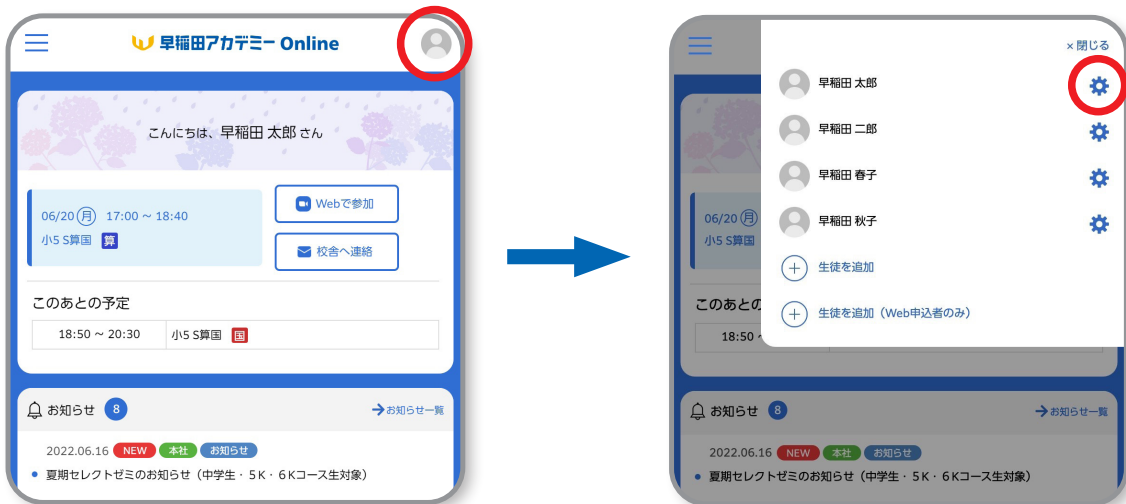 早稲田アカデミー Online
こんにちは、早稲田 太郎 さん
06/20 月 17:00 ~ 18:40
小5 S算国 算
Webで参加
校舎へ連絡
このあとの予定
18:50 ~ 20:30 小5 S算国 国
お知らせ 8 お知らせ一覧
2022.06.16 NEW 本社 お知らせ
夏期セレクトゼミのお知らせ（中学生・５K・６Kコース生対象）
×閉じる
早稲田 太郎
早稲田 二郎
早稲田 春子
早稲田 秋子
生徒を追加
生徒を追加（Web申込者のみ）
06/20 月
小5 S算国
このあとの
18:50 ~
お知らせ 8 お知らせ一覧
2022.06.16 NEW 本社 お知らせ
夏期セレクトゼミのお知らせ（中学生・５K・６Kコース生対象）